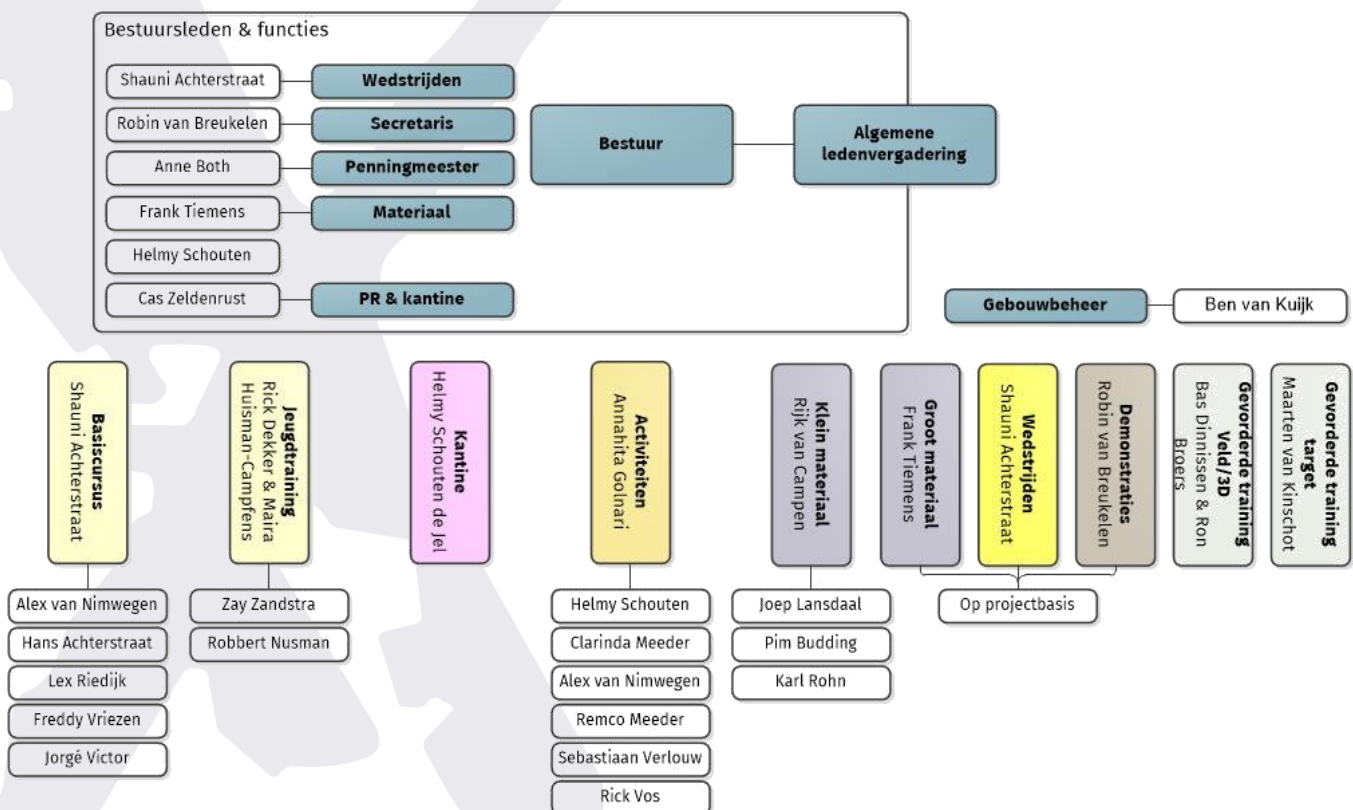 Bestuursleden & functies
Shauni Achterstraat
Wedstrijden
Robin van Breukelen
Secretaris
Anne Both
Penningmeester
Frank Tiemens
Materiaal
Helmy Schouten
Cas Zeldenrust
PR & kantine
Bestuur
Algemene
ledenvergadering
Gebouwbeheer
Ben van Kuijk
Basiscursus
Shauni Achterstraat
Alex van Nimwegen
Hans Achterstraat
Lex Riedijk
Freddy Vriezen
Jorgé Victor
Jeugdtraining
Rick Dekker & Maira
Huisman-Campfens
Zay Zandstra
Robbert Nusman
Kantine
Helmy Schouten de Jel
Activiteiten
Annahita Golnari
Helmy Schouten
Clarinda Meeder
Alex van Nimwegen
Remco Meeder
Sebastiaan Verlouw
Rick Vos
Klein materiaal
Rijk van Campen
Joep Lansdaal
Pim Budding
Karl Rohn
Groot materiaal
Frank Tiemens
Wedstrijden
Shauni Achterstraat
Demonstraties
Robin van Breukelen
Op projectbasis
Gevorderde training
Veld/3D
Bas Dinnissen & Ron
Broers
Gevorderde training
target
Maarten van Kinschot